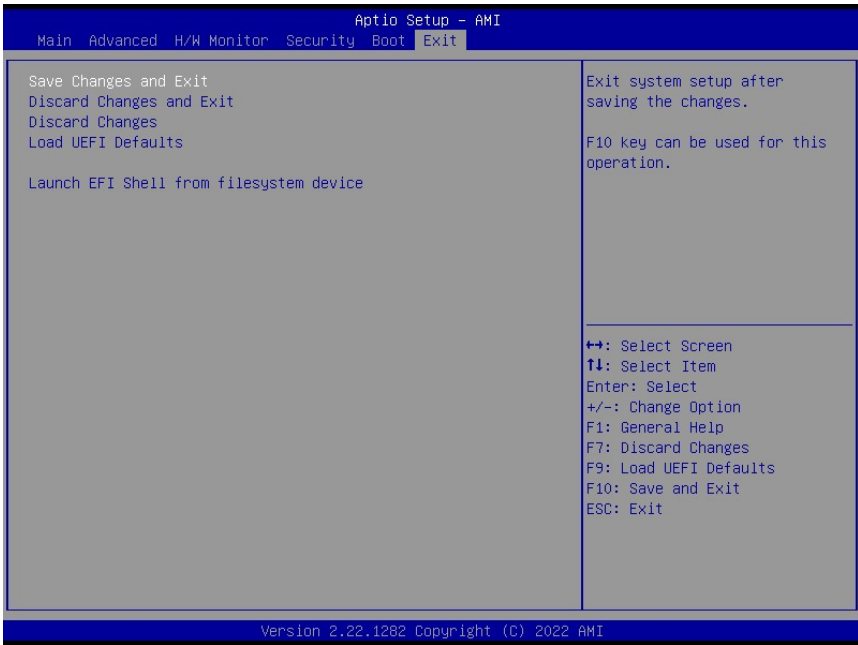 Aptio Setup – AMI
Main Advanced H/W Monitor Security Boot Exit
Save Changes and Exit
Discard Changes and Exit
Discard Changes
Load UEFI Defaults
Launch EFI Shell from filesystem device
Exit system setup after
saving the changes.
F10 key can be used for this
operation.
↔: Select Screen
↑↓: Select Item
Enter: Select
+/-: Change Option
F1: General Help
F7: Discard Changes
F9: Load UEFI Defaults
F10: Save and Exit
ESC: Exit
Version 2.22.1282 Copyright (C) 2022 AMI